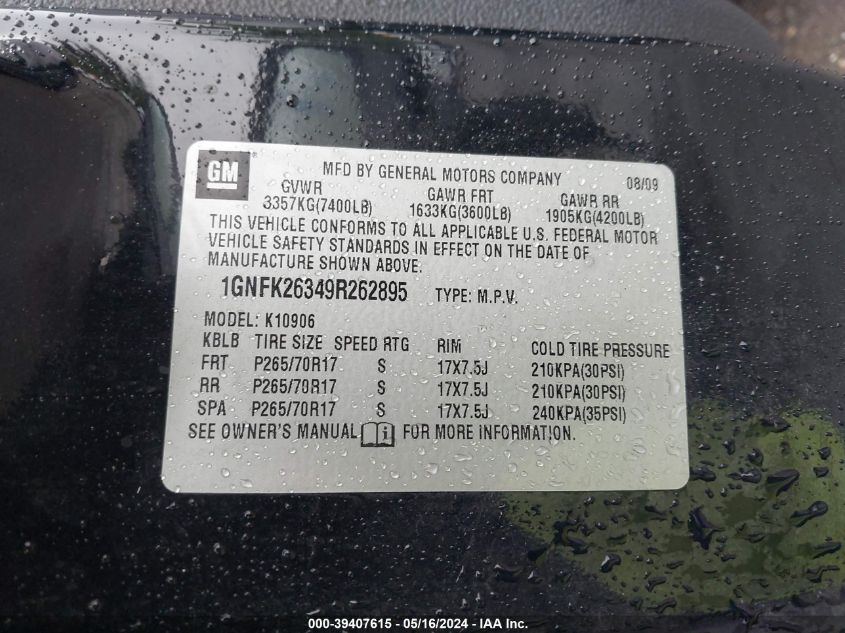 GM
MFD BY GENERAL MOTORS COMPANY 08/09
GVWR GAWR FRT GAWR RR
3357KG(7400LB) 1633KG(3600LB) 1905KG(4200LB)
THIS VEHICLE CONFORMS TO ALL APPLICABLE U.S. FEDERAL MOTOR
VEHICLE SAFETY STANDARDS IN EFFECT ON THE DATE OF
MANUFACTURE SHOWN ABOVE.
1GNFK26349R262895 TYPE: M.P.V.
MODEL: K10906
KBLB TIRE SIZE SPEED RTG RIM COLD TIRE PRESSURE
FRT P265/70R17 S 17X7.5J 210KPA(30PSI)
RR P265/70R17 S 17X7.5J 210KPA(30PSI)
SPA P265/70R17 S 17X7.5J 240KPA(35PSI)
SEE OWNER'S MANUAL i FOR MORE INFORMATION.
000-39407615 - 05/16/2024 - IAA Inc.